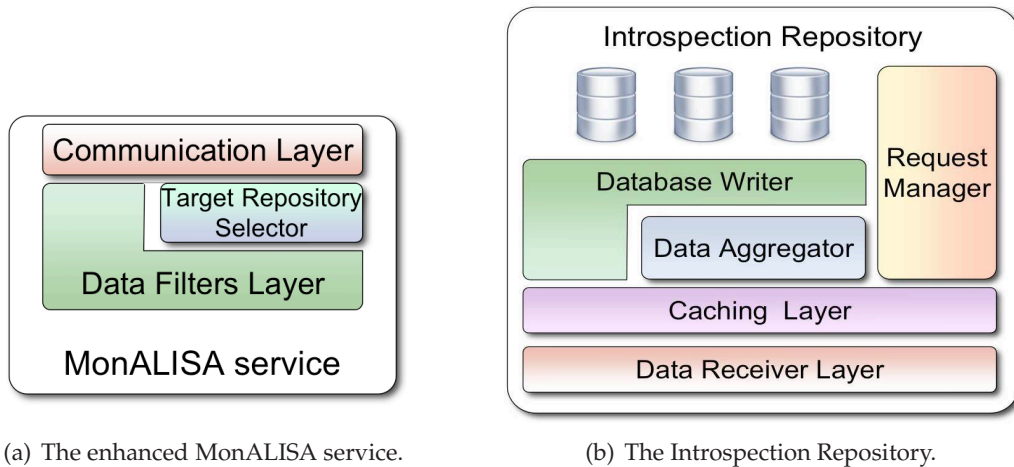 Communication Layer
Target Repository
Selector
Data Filters Layer
MonALISA service
(a) The enhanced MonALISA service.
Introspection Repository
Request
Manager
Database Writer
Data Aggregator
Caching Layer
Data Receiver Layer
(b) The Introspection Repository.